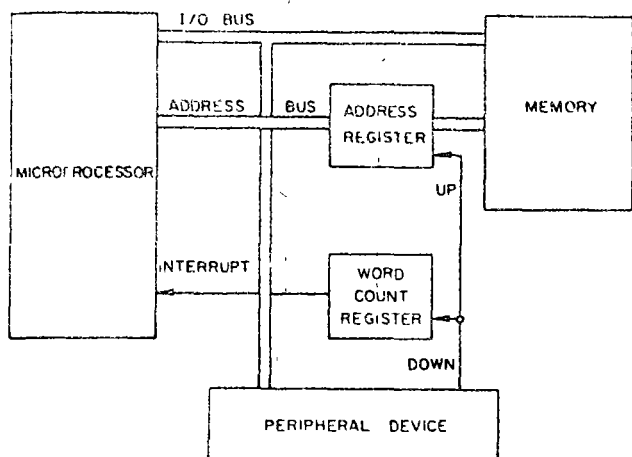 I/O BUS
ADDRESS BUS
ADDRESS
REGISTER
MEMORY
MICROPROCESSOR
UP
INTERRUPT
WORD
COUNT
REGISTER
DOWN
PERIPHERAL DEVICE